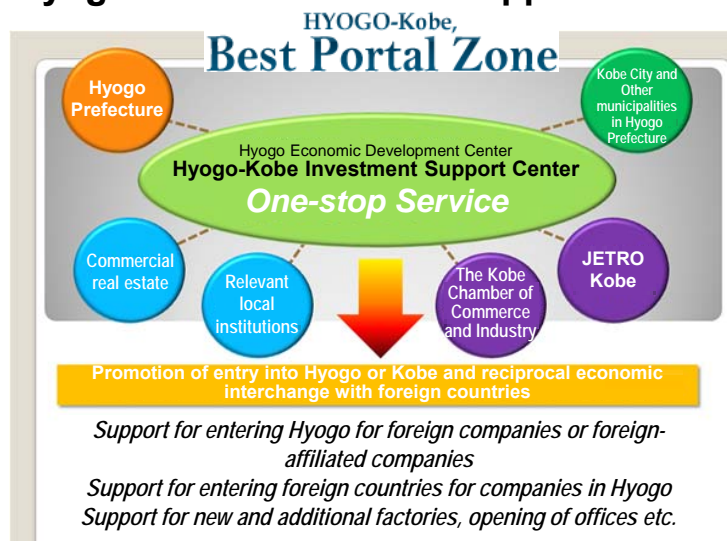 HYOGO-Kobe,
Best Portal Zone
Hyogo
Prefecture
Kobe City and
Other
municipalities
in Hyogo
Prefecture
Hyogo Economic Development Center
Hyogo-Kobe Investment Support Center
One-stop Service
Commercial
real estate
Relevant
local
institutions
The Kobe
Chamber of
Commerce
and Industry
JETRO
Kobe
Promotion of entry into Hyogo or Kobe and reciprocal economic
interchange with foreign countries
Support for entering Hyogo for foreign companies or foreign-
affiliated companies
Support for entering foreign countries for companies in Hyogo
Support for new and additional factories, opening of offices etc.